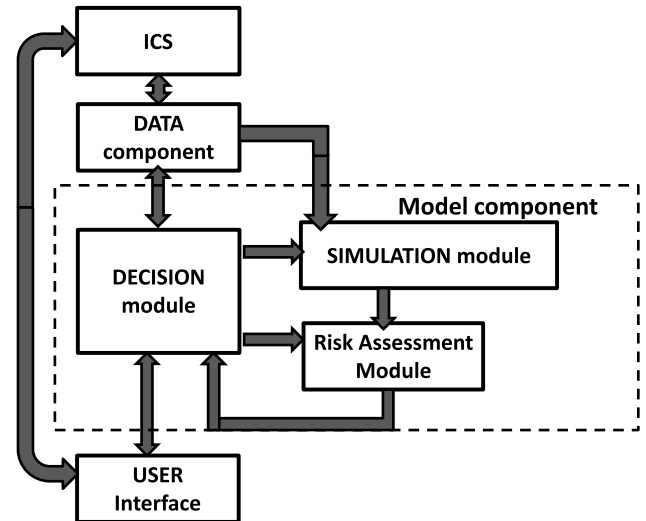 ICS
DATA
component
Model component
DECISION
module
SIMULATION module
Risk Assessment
Module
USER
Interface